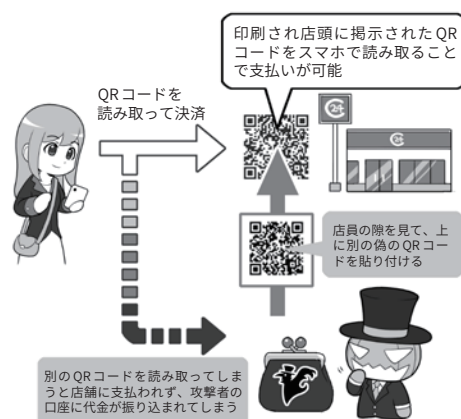 印刷され店頭に掲示されたQR
コードをスマホで読み取ること
で支払いが可能
QRコードを
読み取って決済
24
24
店員の隙を見て、上
に別の偽のQRコー
ドを貼り付ける
別のQRコードを読み取ってしま
うと店舗に支払われず、攻撃者の
口座に代金が振り込まれてしまう